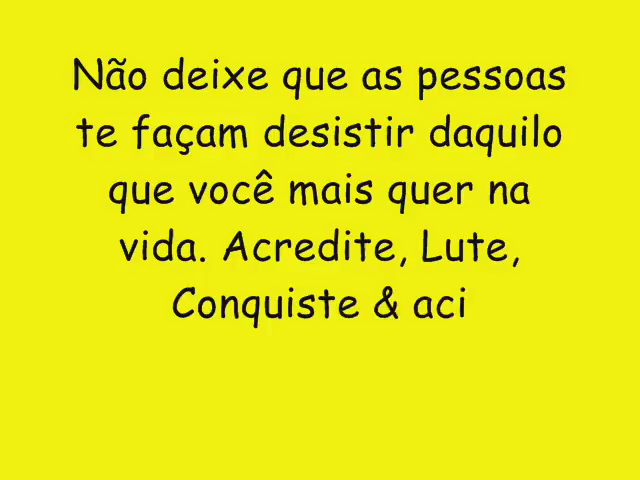 Não deixe que as pessoas
te façam desistir daquilo
que você mais quer na
vida. Acredite, Lute,
Conquiste & aci